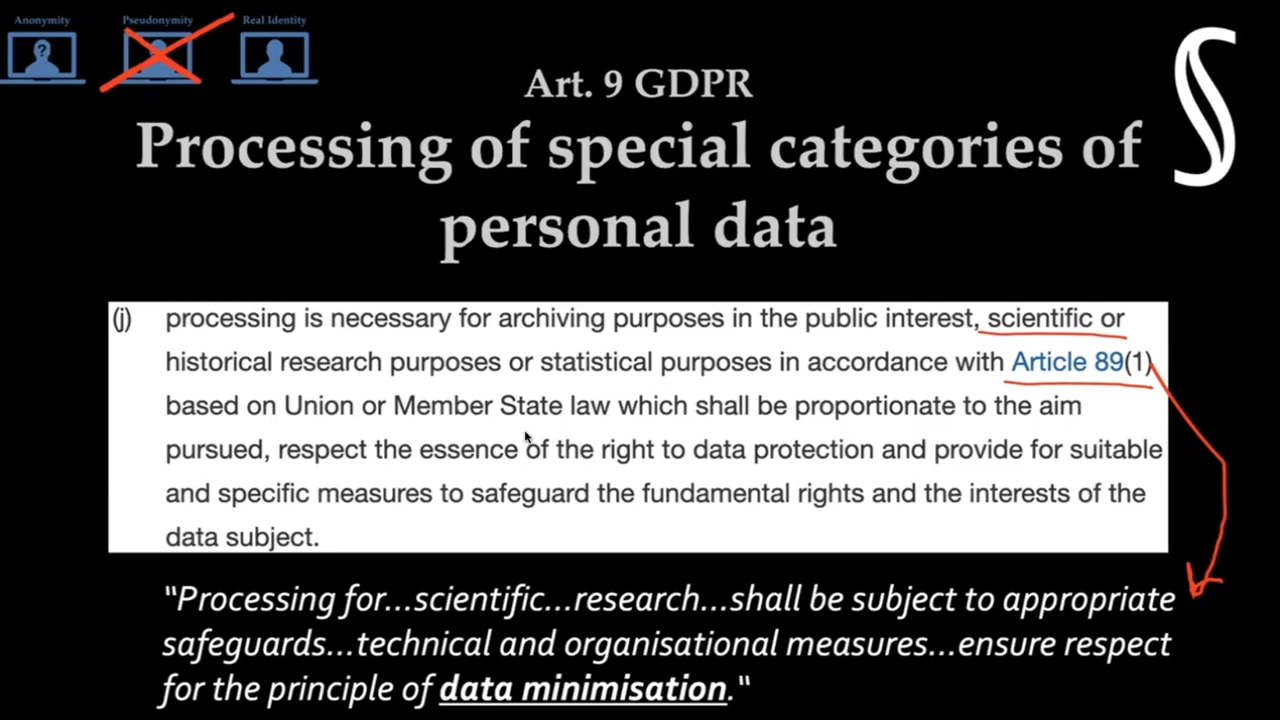 Anonymity Pseudonymity Real Identity
?
Art. 9 GDPR
Processing of special categories of
personal data
§
(j) processing is necessary for archiving purposes in the public interest, scientific or
historical research purposes or statistical purposes in accordance with Article 89(1)
based on Union or Member State law which shall be proportionate to the aim
pursued, respect the essence of the right to data protection and provide for suitable
and specific measures to safeguard the fundamental rights and the interests of the
data subject.
"Processing for...scientific...research...shall be subject to appropriate
safeguards...technical and organisational measures...ensure respect
for the principle of data minimisation."